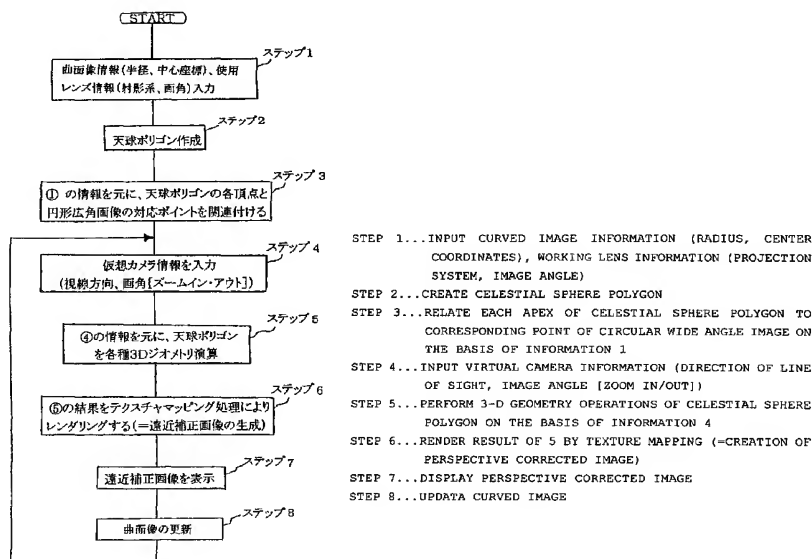 START
ステップ1
曲面像情報(半径、中心座標)、使用
レンズ情報(射影系、画角)入力
ステップ2
天球ポリゴン作成
ステップ3
① の情報を元に、天球ポリゴンの各頂点と
円形広角画像の対応ポイントを関連付ける
ステップ4
仮想カメラ情報を入力
(視線方向、画角[ズームイン・アウト])
ステップ5
④の情報を元に、天球ポリゴン
を各種3Dジオメトリ演算
ステップ6
⑤の結果をテクスチャマッピング処理により
レンダリングする(=遠近補正画像の生成)
ステップ7
遠近補正画像を表示
ステップ8
曲面像の更新
STEP 1...INPUT CURVED IMAGE INFORMATION (RADIUS, CENTER
COORDINATES), WORKING LENS INFORMATION (PROJECTION
SYSTEM, IMAGE ANGLE)
STEP 2...CREATE CELESTIAL SPHERE POLYGON
STEP 3...RELATE EACH APEX OF CELESTIAL SPHERE POLYGON TO
CORRESPONDING POINT OF CIRCULAR WIDE ANGLE IMAGE ON
THE BASIS OF INFORMATION 1
STEP 4...INPUT VIRTUAL CAMERA INFORMATION (DIRECTION OF LINE
OF SIGHT, IMAGE ANGLE [ZOOM IN/OUT])
STEP 5...PERFORM 3-D GEOMETRY OPERATIONS OF CELESTIAL SPHERE
POLYGON ON THE BASIS OF INFORMATION 4
STEP 6...RENDER RESULT OF 5 BY TEXTURE MAPPING (=CREATION OF
PERSPECTIVE CORRECTED IMAGE)
STEP 7...DISPLAY PERSPECTIVE CORRECTED IMAGE
STEP 8...UPDATA CURVED IMAGE